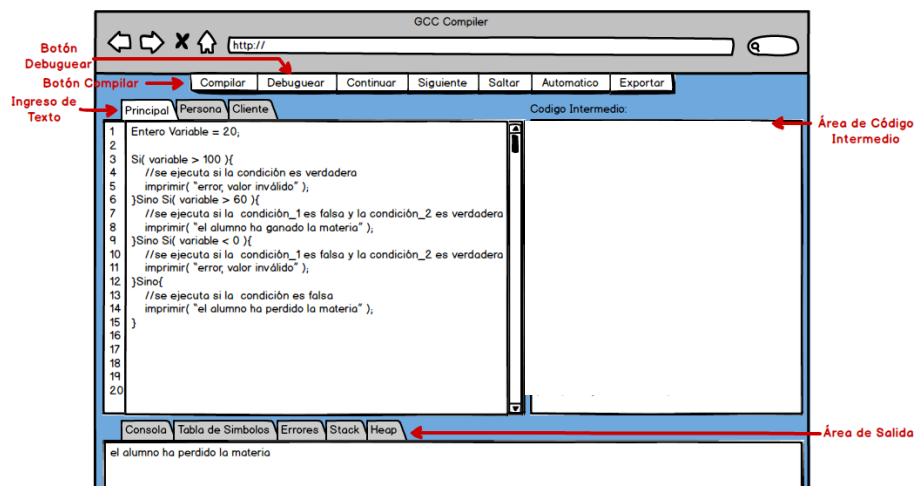 GCC Compiler
http://
Botón
Debuguear
Botón Compilar
Compilar Debuguear Continuar Siguiente Saltar Automatico Exportar
Ingreso de
Texto
Principal Persona Cliente
Codigo Intermedio:
Área de Código
Intermedio
1 Entero Variable = 20;
2
3 Si( variable > 100 ){
4 //se ejecuta si la condición es verdadera
5 imprimir( "error, valor inválido" );
6 }Sino Si( variable > 60 ){
7 //se ejecuta si la condición_1 es falsa y la condición_2 es verdadera
8 imprimir( "el alumno ha ganado la materia" );
9 }Sino Si( variable < 0 ){
10 //se ejecuta si la condición_1 es falsa y la condición_2 es verdadera
11 imprimir( "error, valor inválido" );
12 }Sino{
13 //se ejecuta si la condición es falsa
14 imprimir( "el alumno ha perdido la materia" );
15 }
16
17
18
19
20
Consola Tabla de Simbolos Errores Stack Heap
Área de Salida
el alumno ha perdido la materia